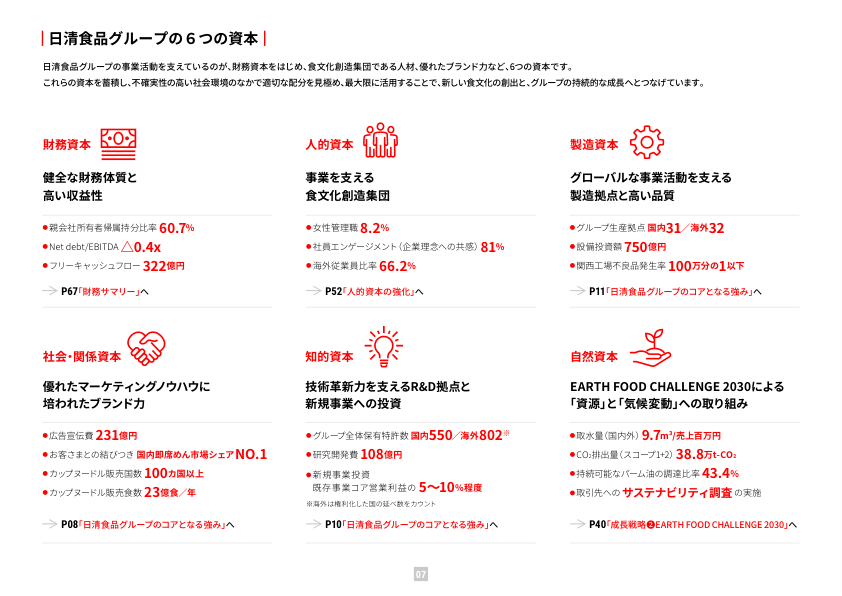 日清食品グループの6つの資本
日清食品グループの事業活動を支えているのが、財務資本をはじめ、食文化創造集団である人材、優れたブランド力など、6つの資本です。
これらの資本を蓄積し、不確実性の高い社会環境のなかで適切な配分を見極め、最大限に活用することで、新しい食文化の創出と、グループの持続的な成長へとつなげています。
財務資本
健全な財務体質と
高い収益性
●親会社所有者帰属持分比率 60.7%
●Net debt/EBITDA △0.4x
●フリーキャッシュフロー 322億円
P67「財務サマリー」へ
人的資本
事業を支える
食文化創造集団
●女性管理職 8.2%
●社員エンゲージメント(企業理念への共感) 81%
●海外従業員比率 66.2%
P52「人的資本の強化」へ
製造資本
グローバルな事業活動を支える
製造拠点と高い品質
●グループ生産拠点 国内31/海外32
●設備投資額 750億円
●関西工場不良品発生率 100万分の1以下
P11「日清食品グループのコアとなる強み」へ
社会・関係資本
優れたマーケティングノウハウに
培われたブランド力
●広告宣伝費 231億円
●お客さまとの結びつき 国内即席めん市場シェアNO.1
●カップヌードル販売国数 100カ国以上
●カップヌードル販売食数 23億食/年
P08「日清食品グループのコアとなる強み」へ
知的資本
技術革新力を支えるR&D拠点と
新規事業への投資
●グループ全体保有特許数 国内550/海外802※
●研究開発費 108億円
●新規事業投資
既存事業コア営業利益の 5〜10%程度
※海外は権利化した国の延べ数をカウント
P10「日清食品グループのコアとなる強み」へ
自然資本
EARTH FOOD CHALLENGE 2030による
「資源」と「気候変動」への取り組み
●取水量(国内外) 9.7m³/売上百万円
●CO₂排出量(スコープ1+2) 38.8万t-CO₂
●持続可能なパーム油の調達比率 43.4%
●取引先への サステナビリティ調査 の実施
P40「成長戦略❷EARTH FOOD CHALLENGE 2030」へ
07